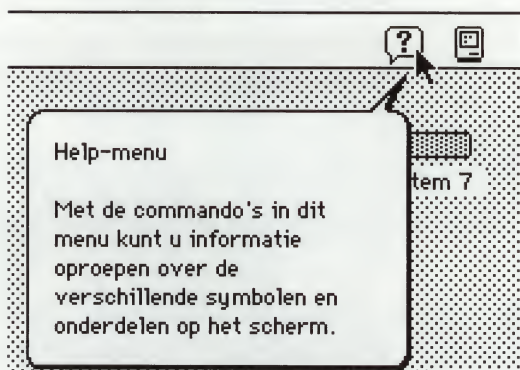 ?
Help-menu
Met de commando's in dit
menu kunt u informatie
oproepen over de
verschillende symbolen en
onderdelen op het scherm.
tem 7